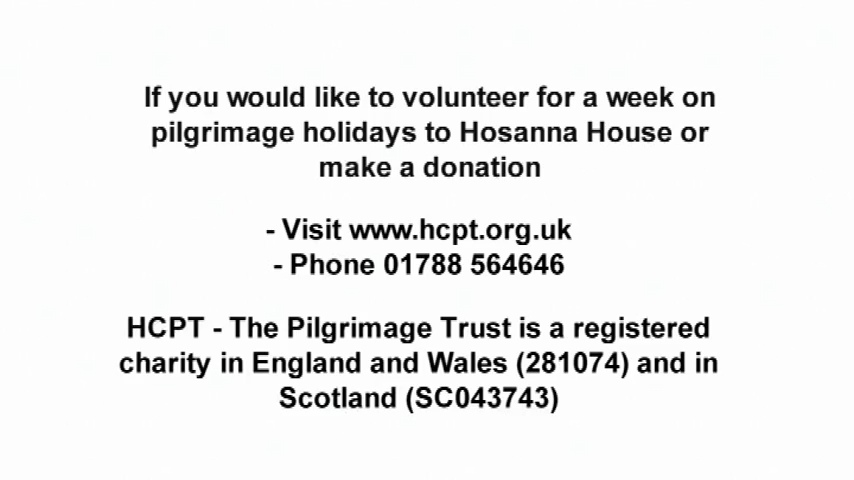 If you would like to volunteer for a week on
pilgrimage holidays to Hosanna House or
make a donation
- Visit www.hcpt.org.uk
- Phone 01788 564646
HCPT - The Pilgrimage Trust is a registered
charity in England and Wales (281074) and in
Scotland (SC043743)